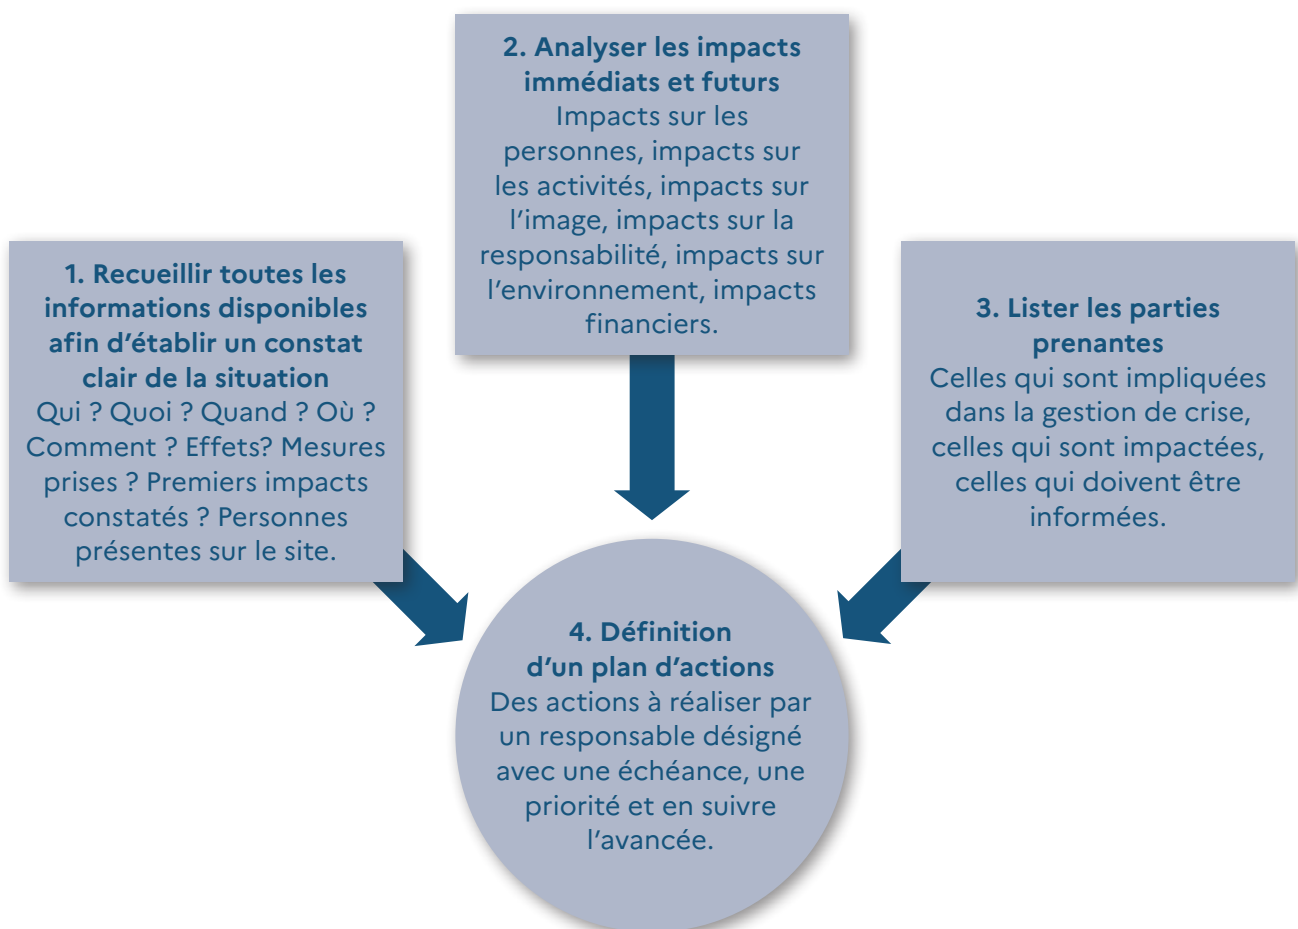 1. Recueillir toutes les
informations disponibles
afin d’établir un constat
clair de la situation
Qui ? Quoi ? Quand ? Où ?
Comment ? Effets? Mesures
prises ? Premiers impacts
constatés ? Personnes
présentes sur le site.
2. Analyser les impacts
immédiats et futurs
Impacts sur les
personnes, impacts sur
les activités, impacts sur
l’image, impacts sur la
responsabilité, impacts sur
l’environnement, impacts
financiers.
3. Lister les parties
prenantes
Celles qui sont impliquées
dans la gestion de crise,
celles qui sont impactées,
celles qui doivent être
informées.
4. Définition
d’un plan d’actions
Des actions à réaliser par
un responsable désigné
avec une échéance, une
priorité et en suivre
l’avancée.